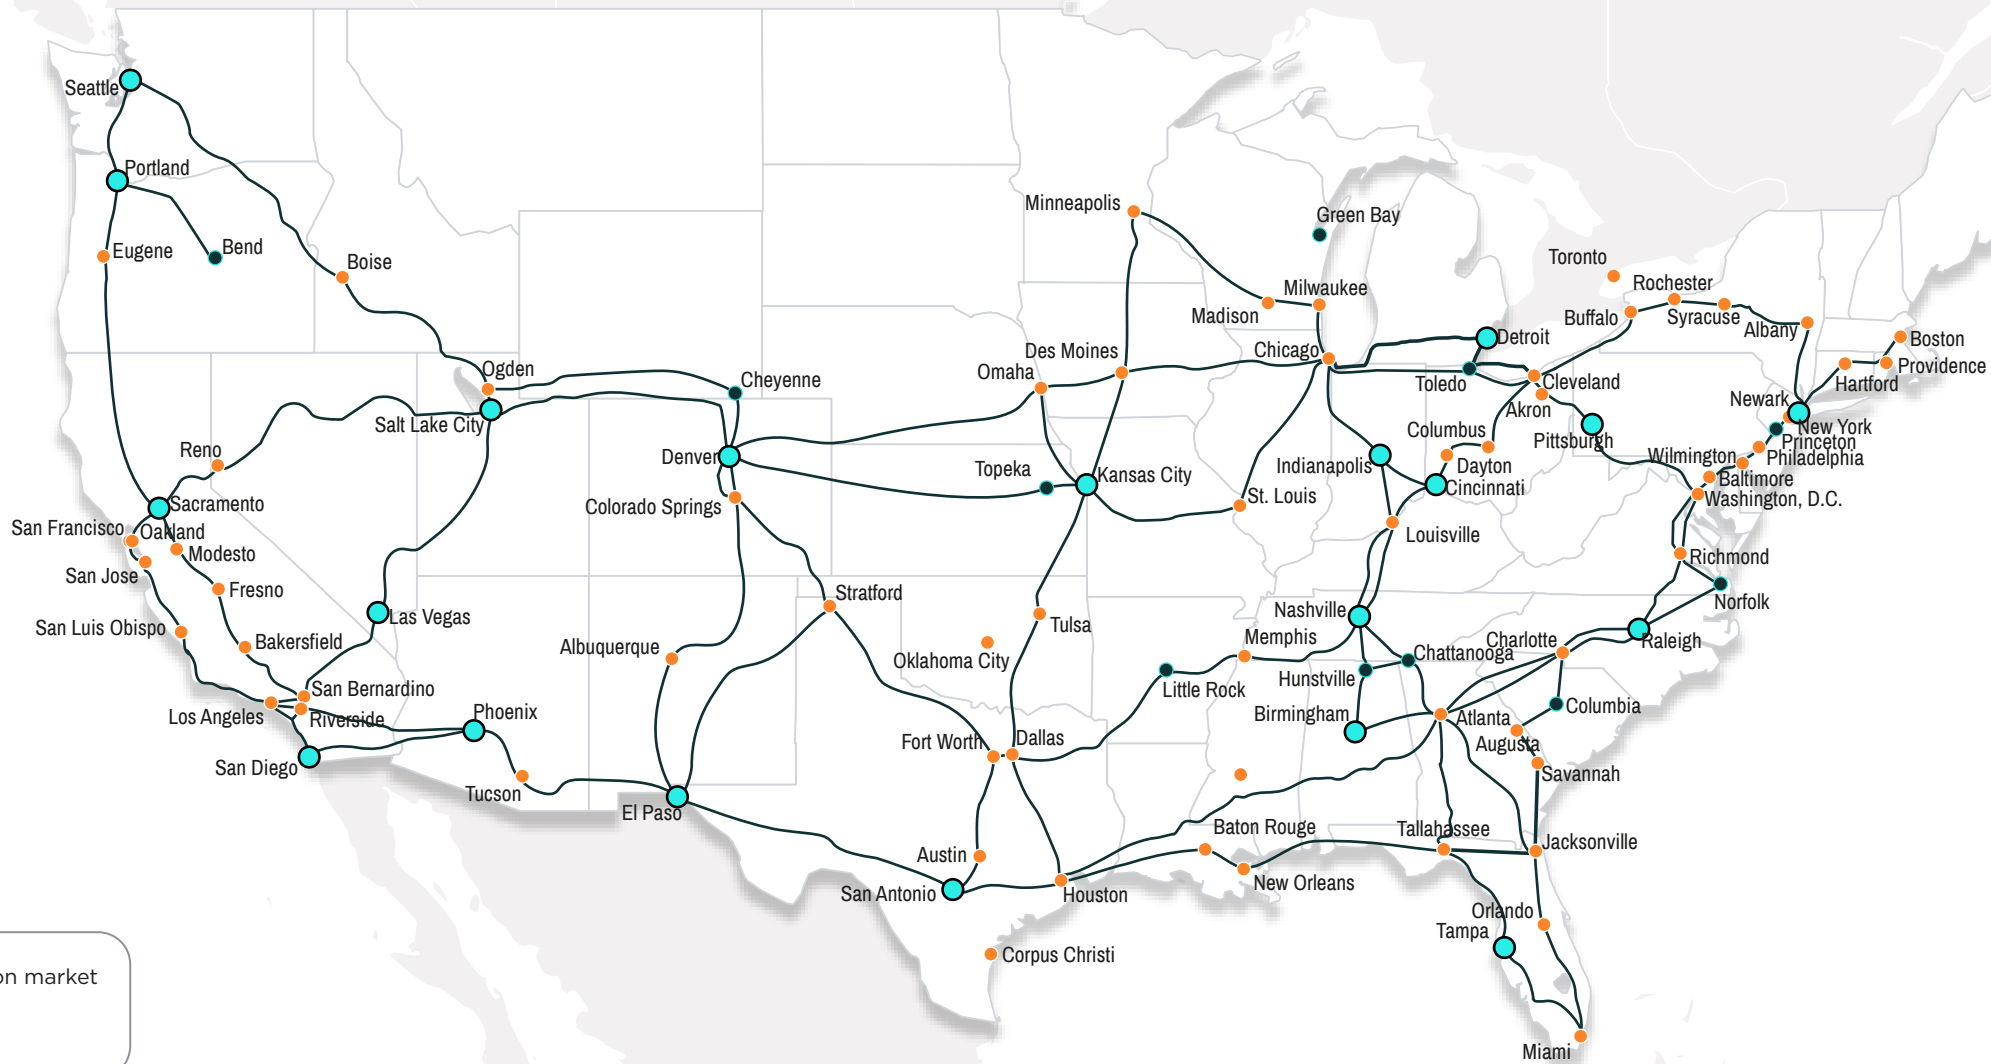 Seattle
Portland
Eugene
Bend
Boise
Minneapolis
Green Bay
Toronto
Milwaukee
Madison
Rochester
Buffalo
Syracuse
Albany
Detroit
Boston
Providence
Hartford
Chicago
Des Moines
Omaha
Toledo
Cleveland
Akron
Newark
New York
Princeton
Philadelphia
Ogden
Cheyenne
Salt Lake City
Reno
Denver
Topeka
Kansas City
Columbus
Dayton
Pittsburgh
Indianapolis
Cincinnati
Wilmington
Baltimore
Washington, D.C.
Sacramento
San Francisco
Oakland
Modesto
San Jose
Fresno
Colorado Springs
St. Louis
Louisville
Richmond
Norfolk
San Luis Obispo
Bakersfield
Las Vegas
Stratford
Tulsa
Nashville
Memphis
Albuquerque
Oklahoma City
Little Rock
Hunstville
Chattanooga
Charlotte
Raleigh
San Bernardino
Los Angeles
Riverside
Phoenix
Birmingham
Atlanta
Columbia
Augusta
Savannah
San Diego
Tucson
El Paso
Fort Worth
Dallas
Austin
San Antonio
Houston
Baton Rouge
New Orleans
Tallahassee
Jacksonville
Orlando
Tampa
Corpus Christi
on market
Miami